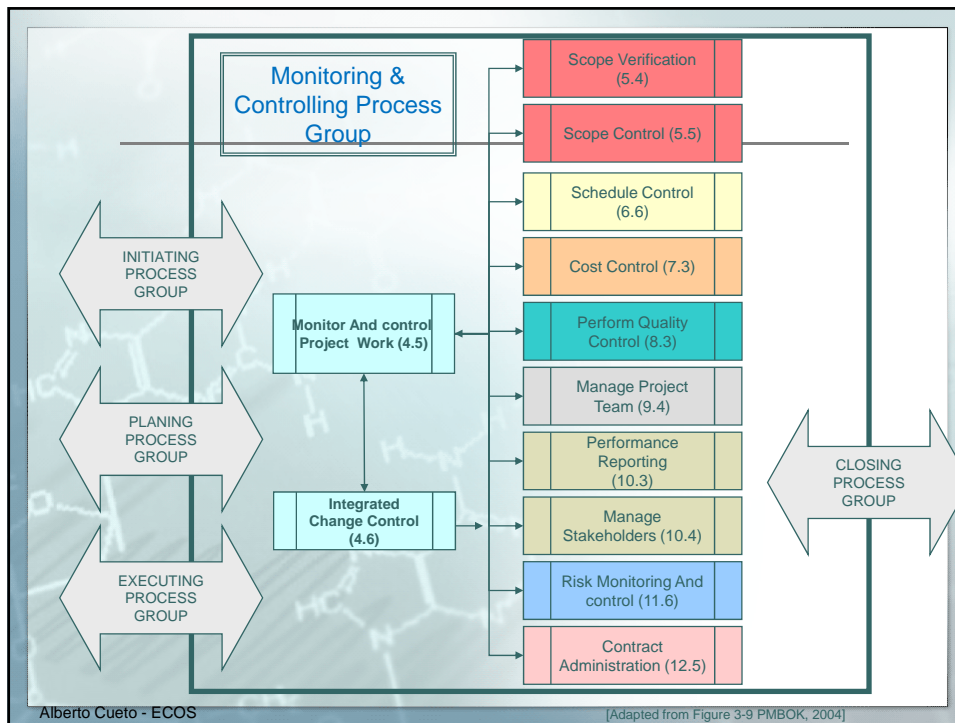 Monitoring &
Controlling Process
Group
Scope Verification
(5.4)
Scope Control (5.5)
Schedule Control
(6.6)
Cost Control (7.3)
Perform Quality
Control (8.3)
Manage Project
Team (9.4)
Performance
Reporting
(10.3)
Manage
Stakeholders (10.4)
Risk Monitoring And
control (11.6)
Contract
Administration (12.5)
INITIATING
PROCESS
GROUP
Monitor And control
Project Work (4.5)
PLANING
PROCESS
GROUP
Integrated
Change Control
(4.6)
EXECUTING
PROCESS
GROUP
CLOSING
PROCESS
GROUP
Alberto Cueto - ECOS
[Adapted from Figure 3-9 PMBOK, 2004]